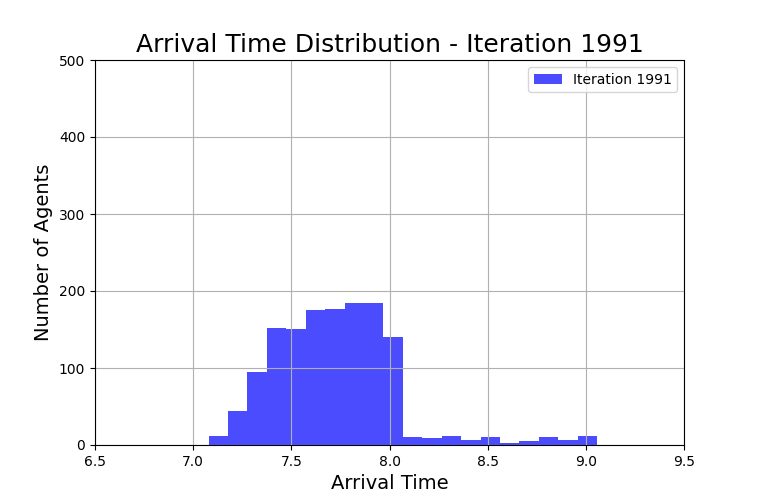 Arrival Time Distribution - Iteration 1991
Iteration 1991
Number of Agents
500
400
300
200
100
0
6.5 7.0 7.5 8.0 8.5 9.0 9.5
Arrival Time